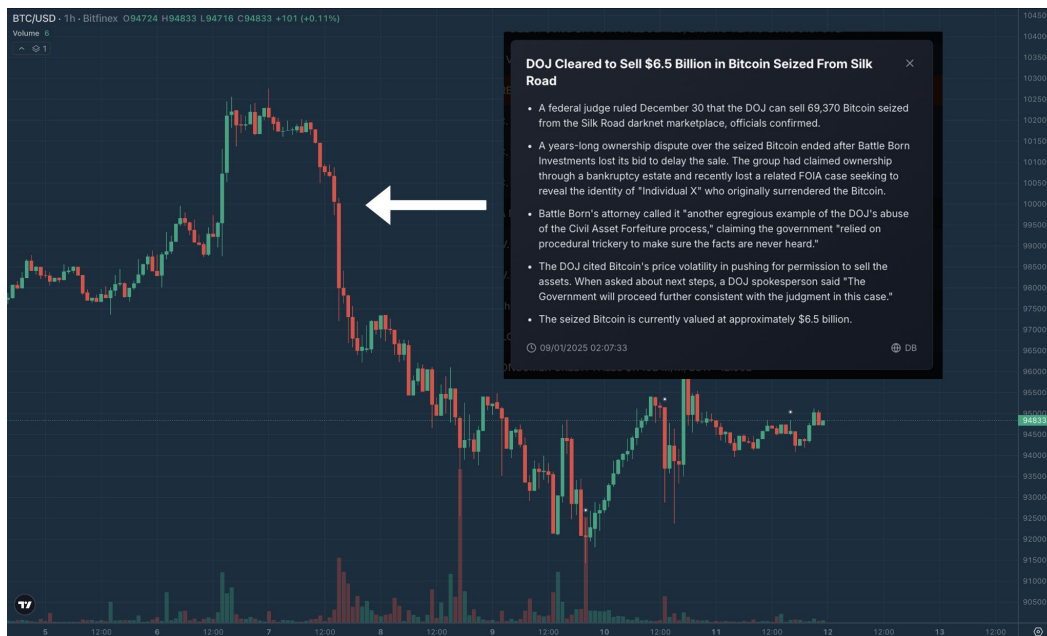 BTC/USD · 1h · Bitfinex O94724 H94833 L94716 C94833 +101 (+0.11%)
Volume 6
1
DOJ Cleared to Sell $6.5 Billion in Bitcoin Seized From Silk
Road
• A federal judge ruled December 30 that the DOJ can sell 69,370 Bitcoin seized
from the Silk Road darknet marketplace, officials confirmed.
• A years-long ownership dispute over the seized Bitcoin ended after Battle Born
Investments lost its bid to delay the sale. The group had claimed ownership
through a bankruptcy estate and recently lost a related FOIA case seeking to
reveal the identity of "Individual X" who originally surrendered the Bitcoin.
• Battle Born's attorney called it "another egregious example of the DOJ's abuse
of the Civil Asset Forfeiture process," claiming the government "relied on
procedural trickery to make sure the facts are never heard."
• The DOJ cited Bitcoin's price volatility in pushing for permission to sell the
assets. When asked about next steps, a DOJ spokesperson said "The
Government will proceed further consistent with the judgment in this case."
• The seized Bitcoin is currently valued at approximately $6.5 billion.
09/01/2025 02:07:33
DB
10450
10400
10350
10300
10250
10200
10150
10100
10050
10000
99500
99000
98500
98000
97500
97000
96500
96000
95500
95000
94833
94500
94000
93500
93000
92500
92000
91500
91000
90500
5 12:00 6 12:00 7 12:00 8 12:00 9 12:00 10 12:00 11 12:00 12 12:00 13 12:00